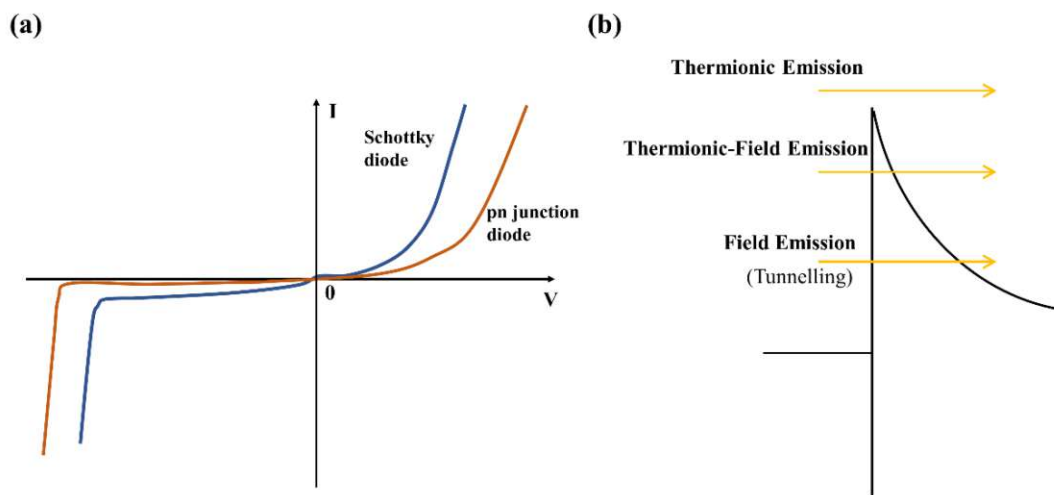 (a)
I
Schottky
diode
pn junction
diode
0
V
(b)
Thermionic Emission
Thermionic-Field Emission
Field Emission
(Tunnelling)